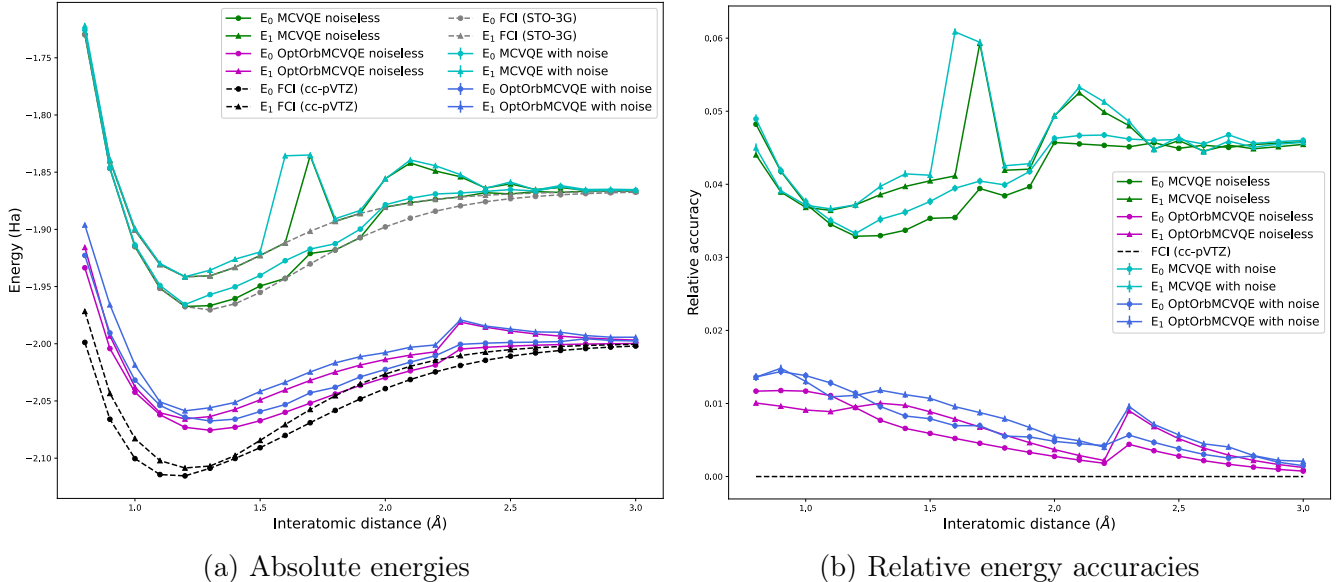 E₀ MCVQE noiseless
E₁ MCVQE noiseless
E₀ OptOrbMCVQE noiseless
E₁ OptOrbMCVQE noiseless
E₀ FCI (cc-pVTZ)
E₁ FCI (cc-pVTZ)
E₀ FCI (STO-3G)
E₁ FCI (STO-3G)
E₀ MCVQE with noise
E₁ MCVQE with noise
E₀ OptOrbMCVQE with noise
E₁ OptOrbMCVQE with noise
Energy (Ha)
−1.75
−1.80
−1.85
−1.90
−1.95
−2.00
−2.05
−2.10
1.0 1.5 2.0 2.5 3.0
Interatomic distance (Å)
(a) Absolute energies
Relative accuracy
0.06
0.05
0.04
0.03
0.02
0.01
0.00
E₀ MCVQE noiseless
E₁ MCVQE noiseless
E₀ OptOrbMCVQE noiseless
E₁ OptOrbMCVQE noiseless
FCI (cc-pVTZ)
E₀ MCVQE with noise
E₁ MCVQE with noise
E₀ OptOrbMCVQE with noise
E₁ OptOrbMCVQE with noise
1.0 1.5 2.0 2.5 3.0
Interatomic distance (Å)
(b) Relative energy accuracies